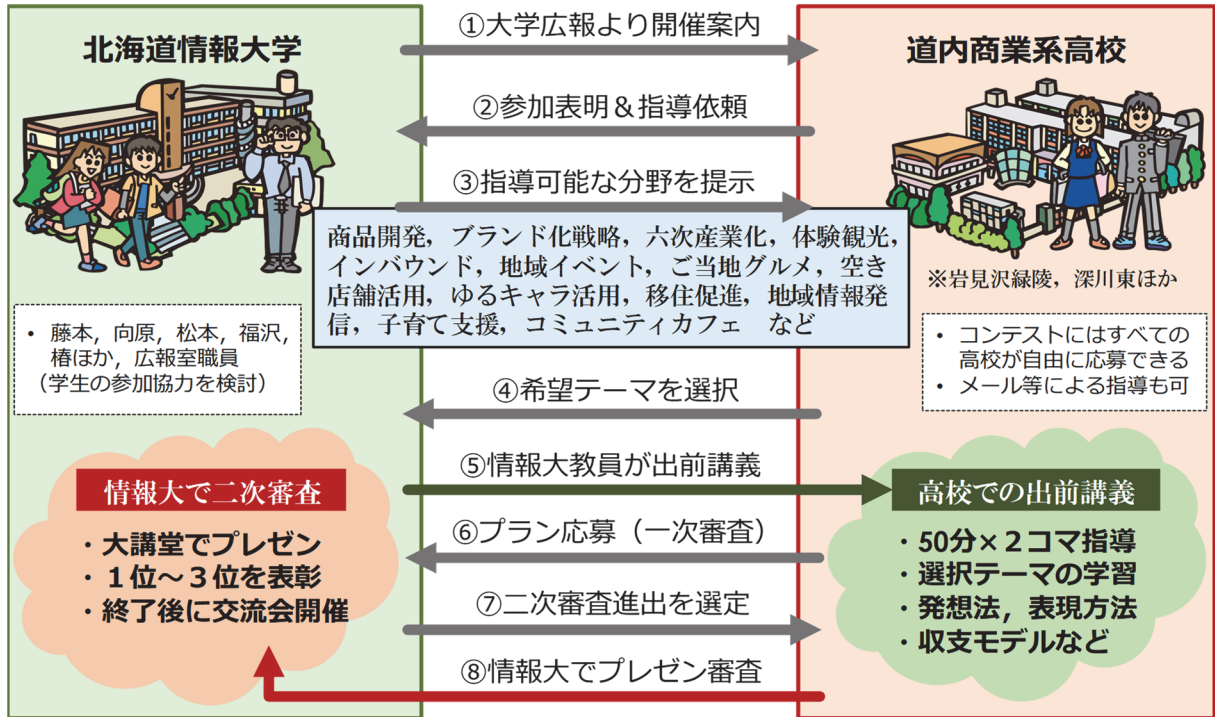 北海道情報大学
道内商業系高校
①大学広報より開催案内
②参加表明＆指導依頼
③指導可能な分野を提示
商品開発，ブランド化戦略，六次産業化，体験観光，
インバウンド，地域イベント，ご当地グルメ，空き
店舗活用，ゆるキャラ活用，移住促進，地域情報発
信，子育て支援，コミュニティカフェ　など
※岩見沢緑陵，深川東ほか
• 藤本，向原，松本，福沢，
椿ほか，広報室職員
（学生の参加協力を検討）
• コンテストにはすべての
高校が自由に応募できる
• メール等による指導も可
④希望テーマを選択
⑤情報大教員が出前講義
⑥プラン応募（一次審査）
⑦二次審査進出を選定
⑧情報大でプレゼン審査
情報大で二次審査
・大講堂でプレゼン
・１位～３位を表彰
・終了後に交流会開催
高校での出前講義
・50分×２コマ指導
・選択テーマの学習
・発想法，表現方法
・収支モデルなど